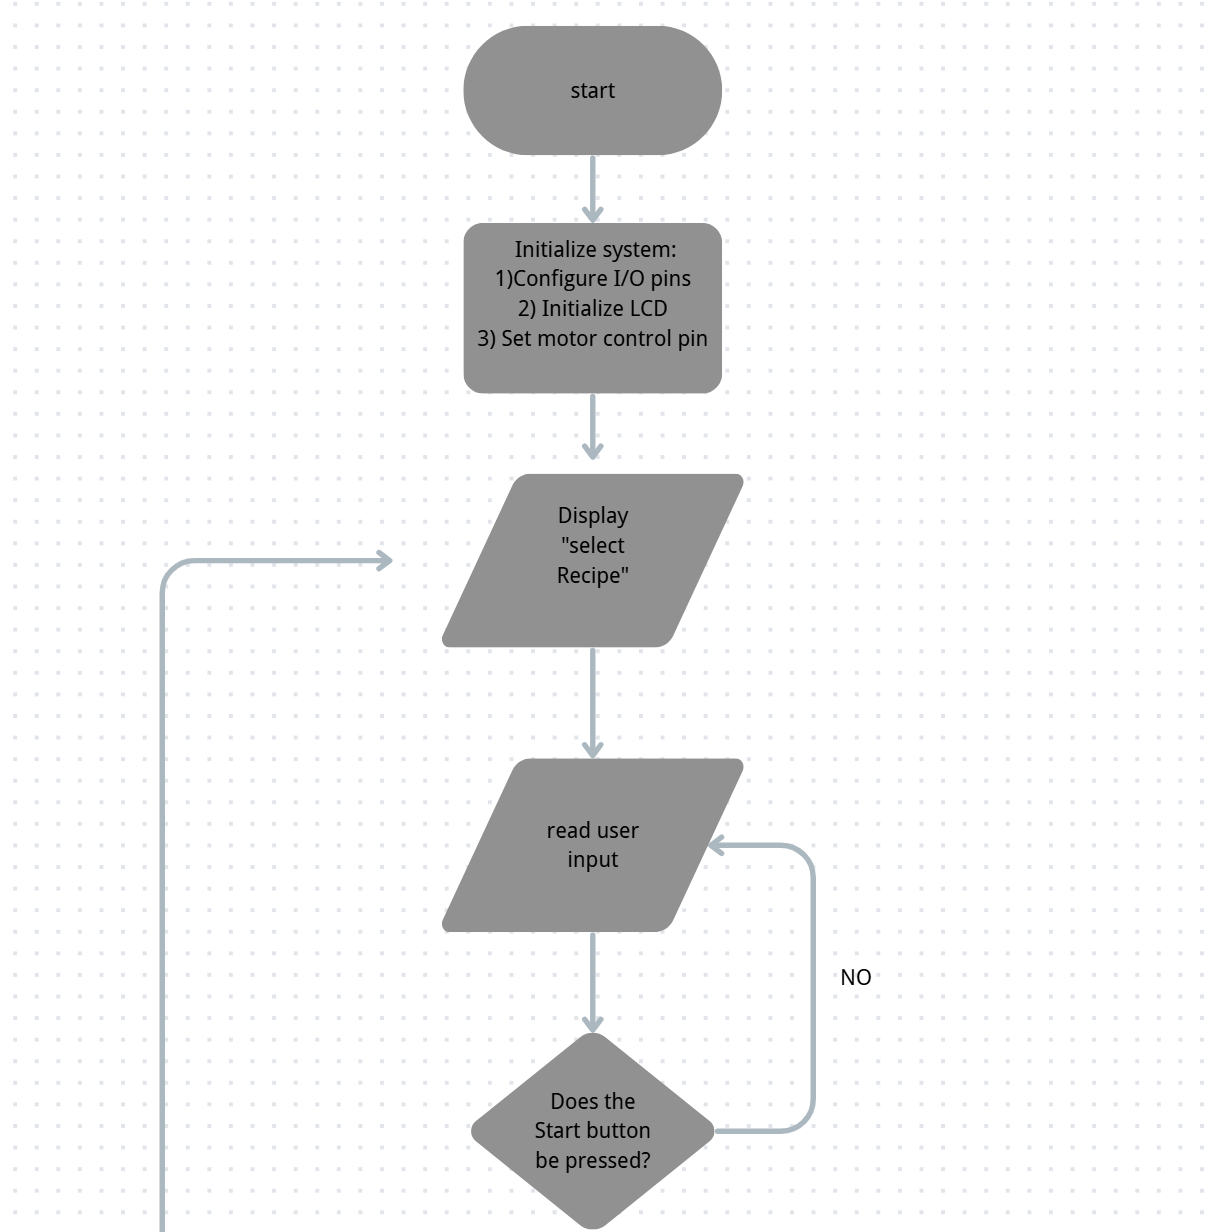 start
Initialize system:
1)Configure I/O pins
2) Initialize LCD
3) Set motor control pin
Display
"select
Recipe"
read user
input
NO
Does the
Start button
be pressed?